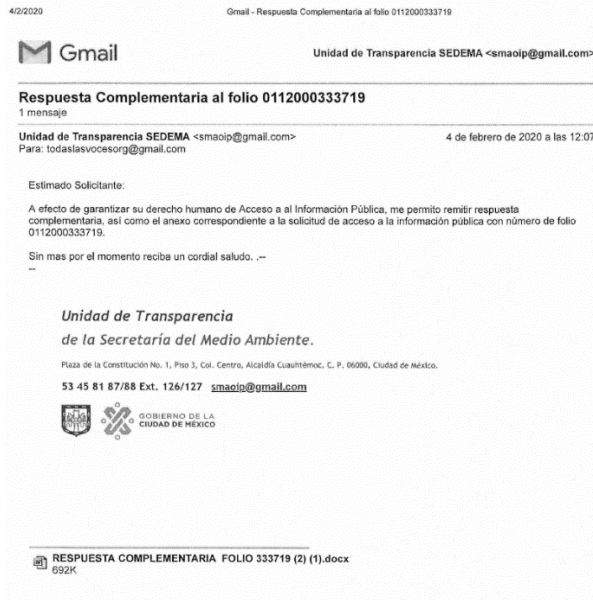 4/2/2020
Gmail - Respuesta Complementaria al folio 0112000333719
Gmail
Unidad de Transparencia SEDEMA <smaoip@gmail.com>
Respuesta Complementaria al folio 0112000333719
1 mensaje
Unidad de Transparencia SEDEMA <smaoip@gmail.com>
4 de febrero de 2020 a las 12:07
Para: todaslasvocesorg@gmail.com
Estimado Solicitante:
A efecto de garantizar su derecho humano de Acceso a al Información Pública, me permito remitir respuesta
complementaria, así como el anexo correspondiente a la solicitud de acceso a la información pública con número de folio
0112000333719.
Sin mas por el momento reciba un cordial saludo. .--
--
Unidad de Transparencia
de la Secretaría del Medio Ambiente.
Plaza de la Constitución No. 1, Piso 3, Col. Centro, Alcaldía Cuauhtémoc, C. P. 06000, Ciudad de México.
53 45 81 87/88 Ext. 126/127 smaoip@gmail.com
GOBIERNO DE LA
CIUDAD DE MÉXICO
RESPUESTA COMPLEMENTARIA FOLIO 333719 (2) (1).docx
692K